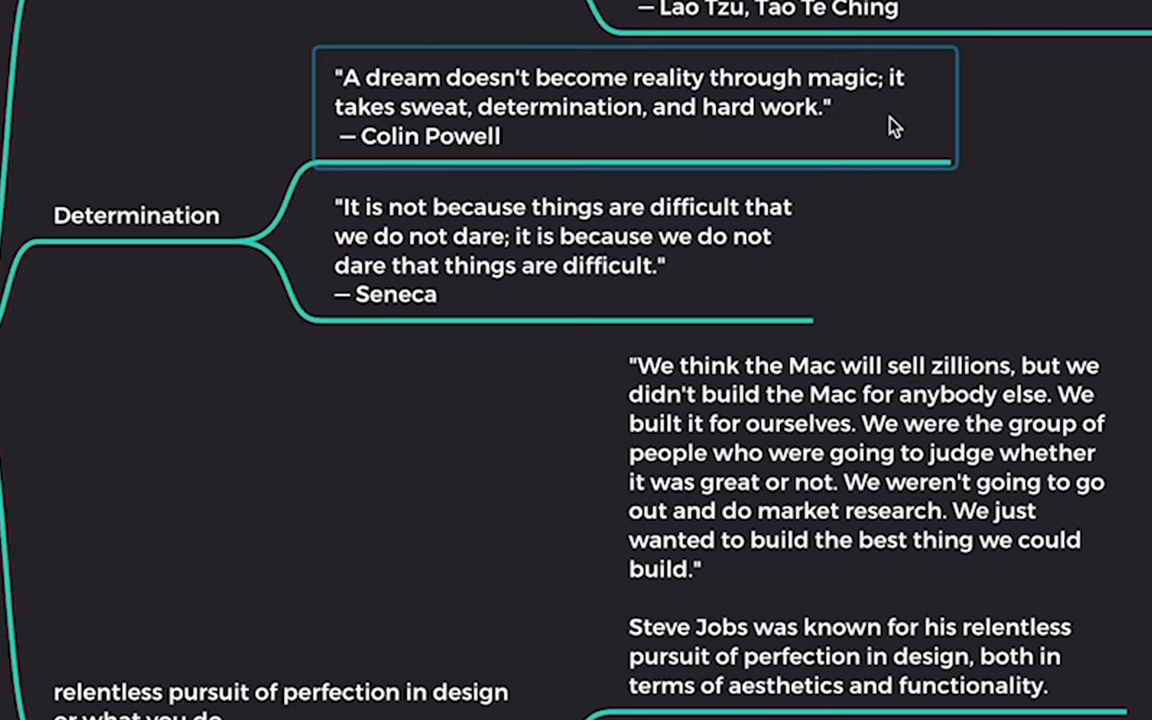 — Lao Tzu, Tao Te Ching
"A dream doesn't become reality through magic; it
takes sweat, determination, and hard work."
— Colin Powell
Determination
"It is not because things are difficult that
we do not dare; it is because we do not
dare that things are difficult."
— Seneca
"We think the Mac will sell zillions, but we
didn't build the Mac for anybody else. We
built it for ourselves. We were the group of
people who were going to judge whether
it was great or not. We weren't going to go
out and do market research. We just
wanted to build the best thing we could
build."
Steve Jobs was known for his relentless
pursuit of perfection in design, both in
terms of aesthetics and functionality.
relentless pursuit of perfection in design
or what you do